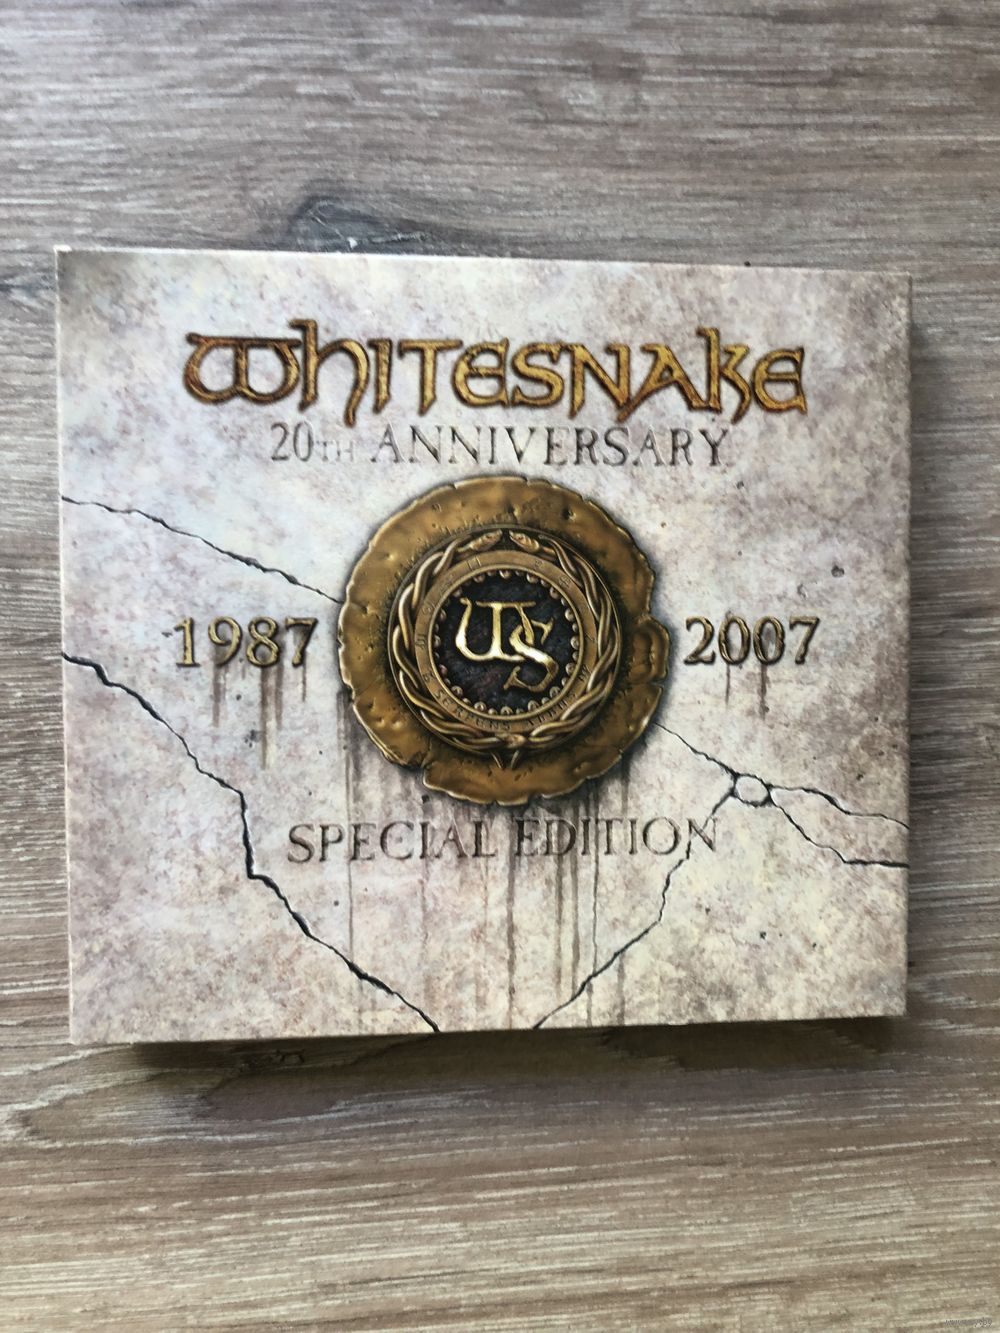 WHITESNAKE
20TH ANNIVERSARY
1987 2007
WS
SPECIAL EDITION